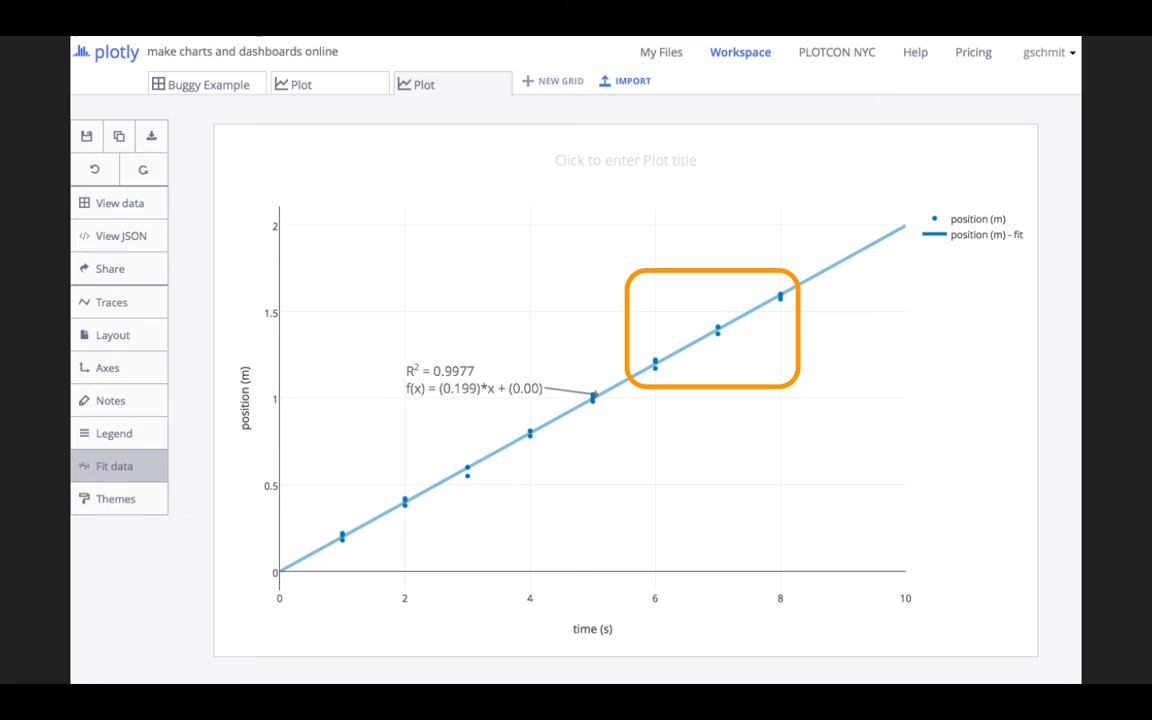 plotly make charts and dashboards online
My Files Workspace PLOTCON NYC Help Pricing gschmit
Buggy Example Plot Plot NEW GRID IMPORT
View data
View JSON
Share
Traces
Layout
Axes
Notes
Legend
Fit data
Themes
Click to enter Plot title
position (m)
position (m) - fit
2
1.5
1
0.5
0
position (m)
R² = 0.9977
f(x) = (0.199)*x + (0.00)
0 2 4 6 8 10
time (s)